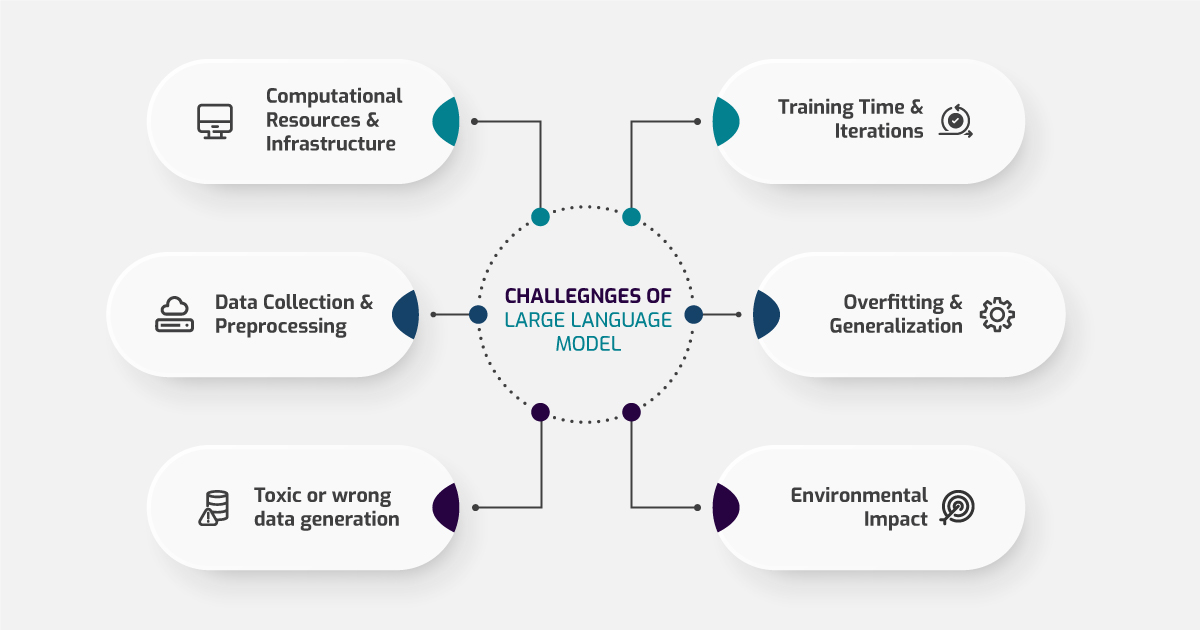 Computational
Resources &
Infrastructure
Training Time &
Iterations
Data Collection &
Preprocessing
CHALLEGNGES OF
LARGE LANGUAGE
MODEL
Overfitting &
Generalization
Toxic or wrong
data generation
Environmental
Impact